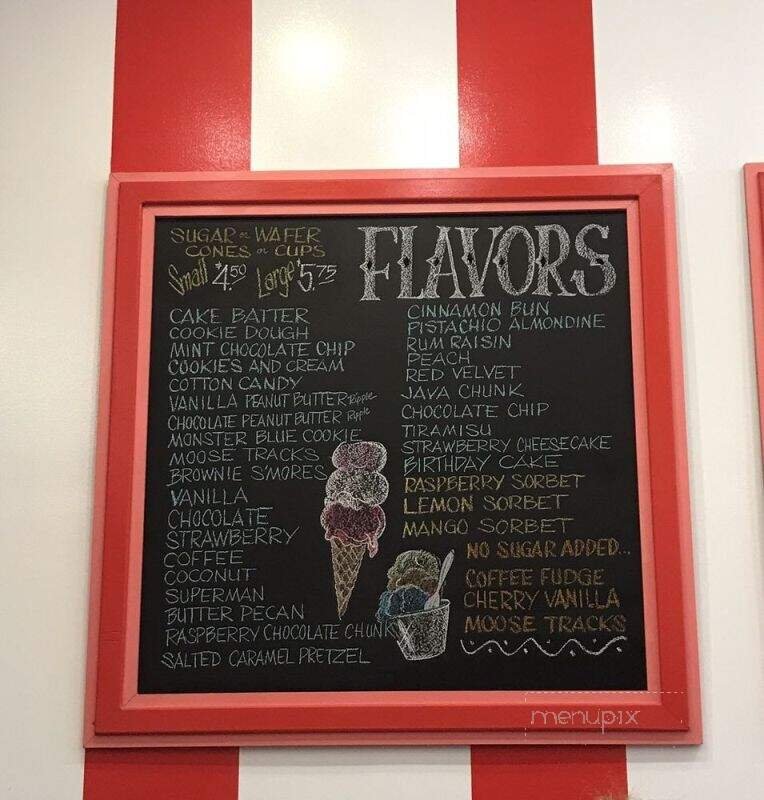 SUGAR or WAFER
CONES or CUPS
Small $4.50 Large $5.75
FLAVORS
CAKE BATTER
COOKIE DOUGH
MINT CHOCOLATE CHIP
COOKIES AND CREAM
COTTON CANDY
VANILLA PEANUT BUTTER Ripple
CHOCOLATE PEANUT BUTTER Ripple
MONSTER BLUE COOKIE
MOOSE TRACKS
BROWNIE S'MORES
VANILLA
CHOCOLATE
STRAWBERRY
COFFEE
COCONUT
SUPERMAN
BUTTER PECAN
RASPBERRY CHOCOLATE CHUNK
SALTED CARAMEL PRETZEL
CINNAMON BUN
PISTACHIO ALMONDINE
RUM RAISIN
PEACH
RED VELVET
JAVA CHUNK
CHOCOLATE CHIP
TIRAMISU
STRAWBERRY CHEESECAKE
BIRTHDAY CAKE
RASPBERRY SORBET
LEMON SORBET
MANGO SORBET
NO SUGAR ADDED...
COFFEE FUDGE
CHERRY VANILLA
MOOSE TRACKS
menupix